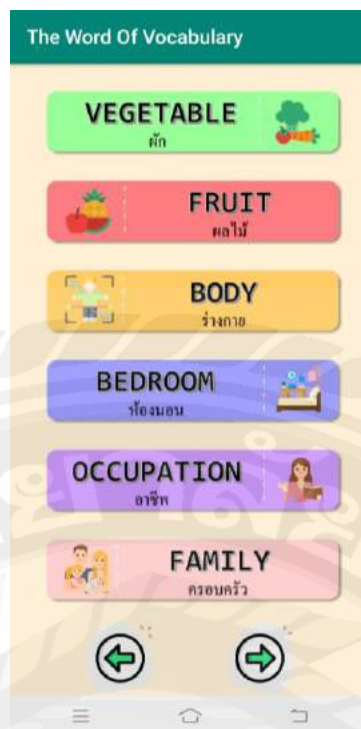 The Word Of Vocabulary
VEGETABLE
ผัก
FRUIT
ผลไม้
BODY
ร่างกาย
BEDROOM
ห้องนอน
OCCUPATION
อาชีพ
FAMILY
ครอบครัว